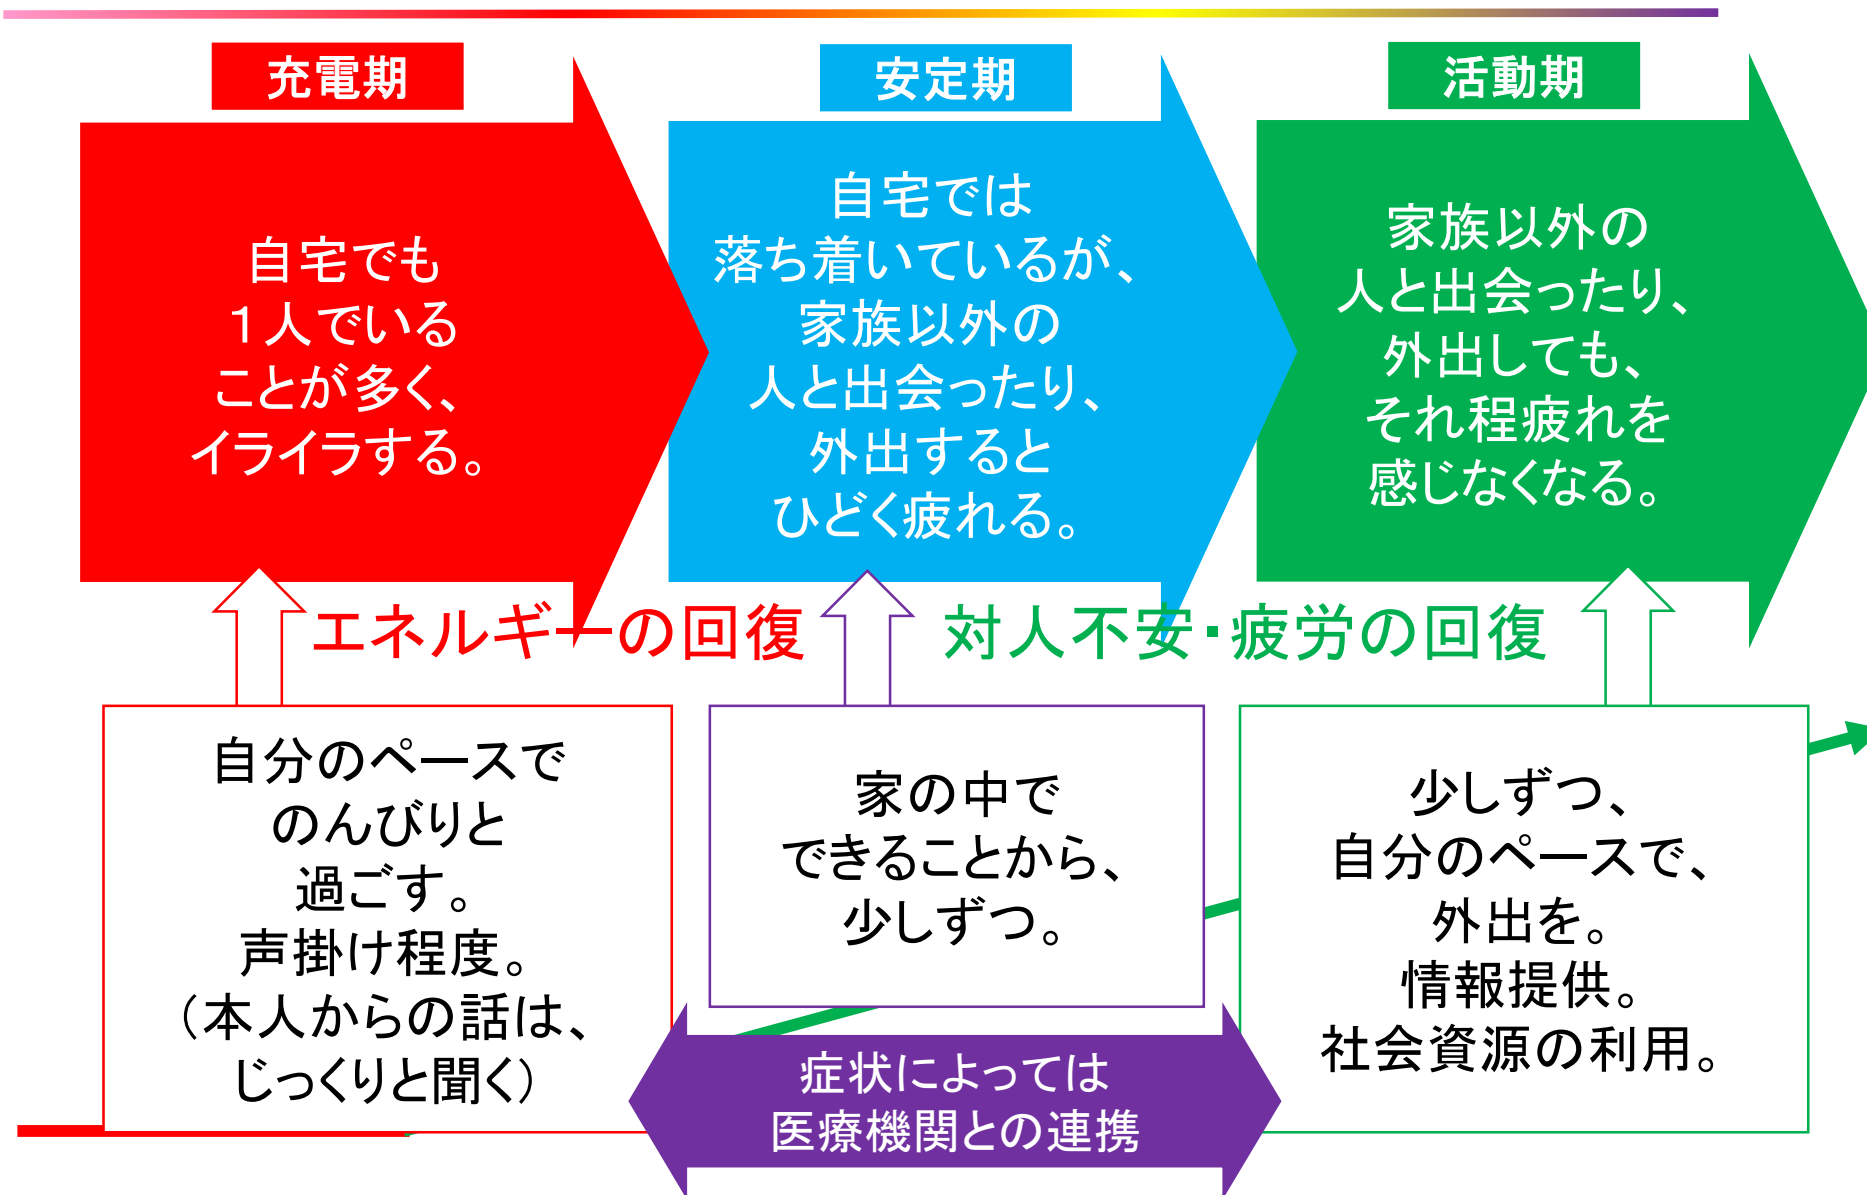 充電期
安定期
活動期
自宅でも
1人でいる
ことが多く、
イライラする。
自宅では
落ち着いているが、
家族以外の
人と出会ったり、
外出すると
ひどく疲れる。
家族以外の
人と出会ったり、
外出しても、
それ程疲れを
感じなくなる。
エネルギーの回復
対人不安・疲労の回復
自分のペースで
のんびりと
過ごす。
声掛け程度。
（本人からの話は、
じっくりと聞く）
家の中で
できることから、
少しずつ。
少しずつ、
自分のペースで、
外出を。
情報提供。
社会資源の利用。
症状によっては
医療機関との連携